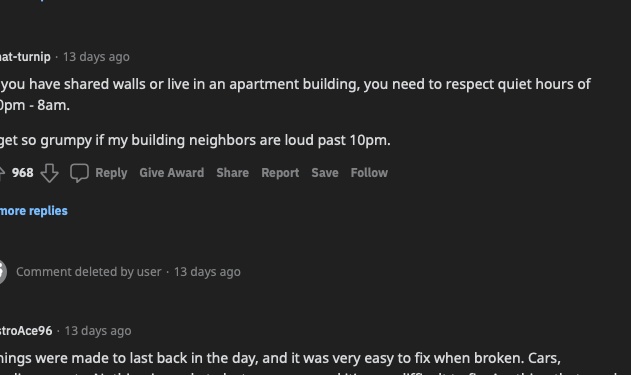 at-turnip · 13 days ago
you have shared walls or live in an apartment building, you need to respect quiet hours of
0pm - 8am.
get so grumpy if my building neighbors are loud past 10pm.
968 Reply Give Award Share Report Save Follow
more replies
Comment deleted by user · 13 days ago
stroAce96 · 13 days ago
hings were made to last back in the day, and it was very easy to fix when broken. Cars,